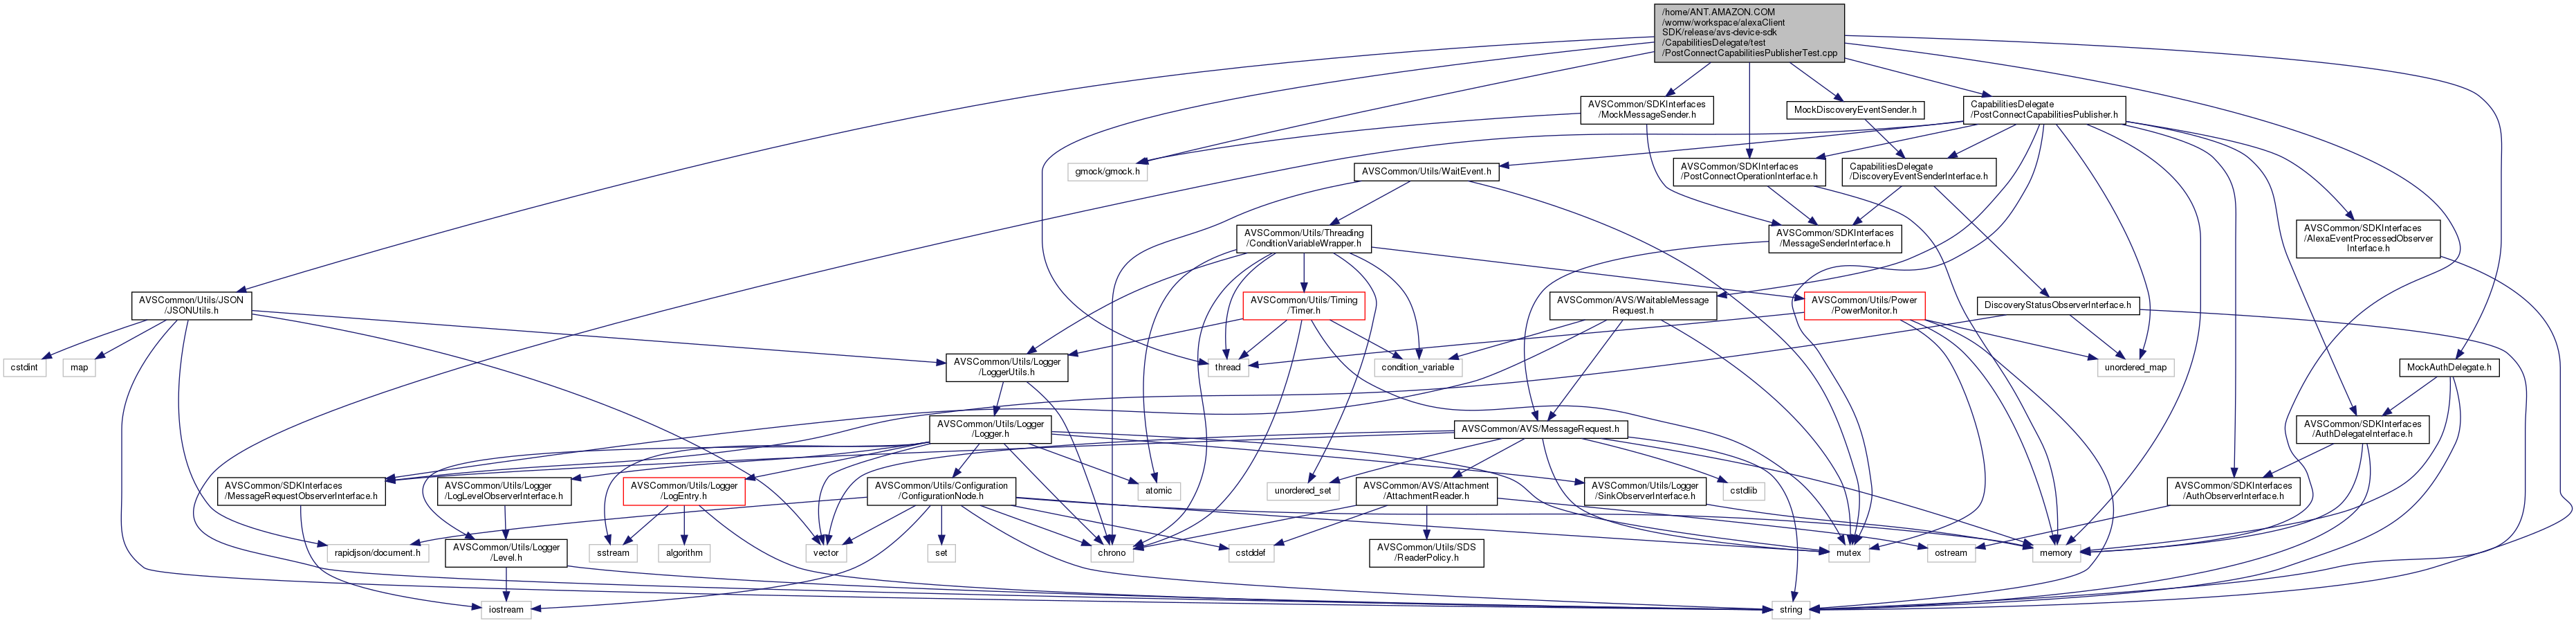 /home/ANT.AMAZON.COM
/womw/workspace/alexaClient
SDK/release/avs-device-sdk
/CapabilitiesDelegate/test
/PostConnectCapabilitiesPublisherTest.cpp
AVSCommon/SDKInterfaces
/MockMessageSender.h
MockDiscoveryEventSender.h
CapabilitiesDelegate
/PostConnectCapabilitiesPublisher.h
gmock/gmock.h
AVSCommon/Utils/WaitEvent.h
AVSCommon/SDKInterfaces
/PostConnectOperationInterface.h
CapabilitiesDelegate
/DiscoveryEventSenderInterface.h
AVSCommon/Utils/Threading
/ConditionVariableWrapper.h
AVSCommon/SDKInterfaces
/MessageSenderInterface.h
AVSCommon/SDKInterfaces
/AlexaEventProcessedObserver
Interface.h
AVSCommon/Utils/JSON
/JSONUtils.h
AVSCommon/Utils/Timing
/Timer.h
AVSCommon/AVS/WaitableMessage
Request.h
AVSCommon/Utils/Power
/PowerMonitor.h
DiscoveryStatusObserverInterface.h
cstdint
map
AVSCommon/Utils/Logger
/LoggerUtils.h
thread
condition_variable
unordered_map
MockAuthDelegate.h
AVSCommon/Utils/Logger
/Logger.h
AVSCommon/AVS/MessageRequest.h
AVSCommon/SDKInterfaces
/AuthDelegateInterface.h
AVSCommon/SDKInterfaces
/MessageRequestObserverInterface.h
AVSCommon/Utils/Logger
/LogLevelObserverInterface.h
AVSCommon/Utils/Logger
/LogEntry.h
AVSCommon/Utils/Configuration
/ConfigurationNode.h
atomic
unordered_set
AVSCommon/AVS/Attachment
/AttachmentReader.h
AVSCommon/Utils/Logger
/SinkObserverInterface.h
cstdlib
AVSCommon/SDKInterfaces
/AuthObserverInterface.h
rapidjson/document.h
AVSCommon/Utils/Logger
/Level.h
sstream
algorithm
vector
set
chrono
cstddef
AVSCommon/Utils/SDS
/ReaderPolicy.h
mutex
ostream
memory
iostream
string